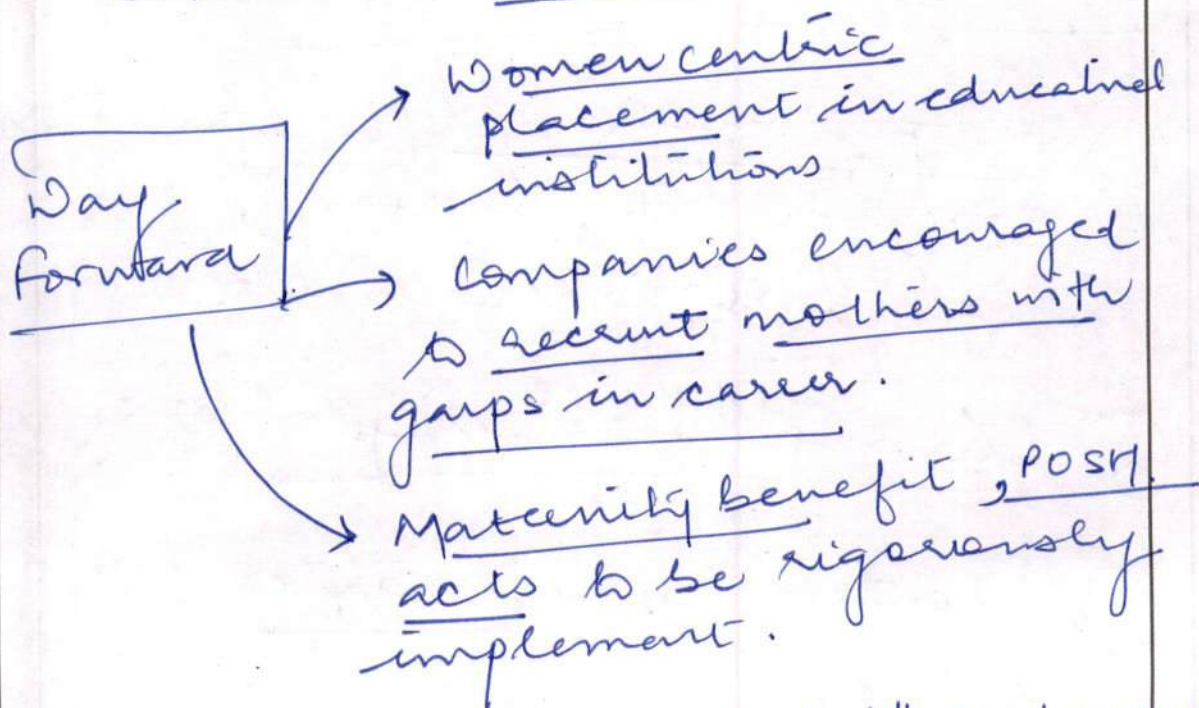 Way
Forward
Women centric
placement in educational
institutions
Companies encouraged
to recruit mothers with
gaps in career.
Maternity benefit, POSH
acts to be rigorously
implement.